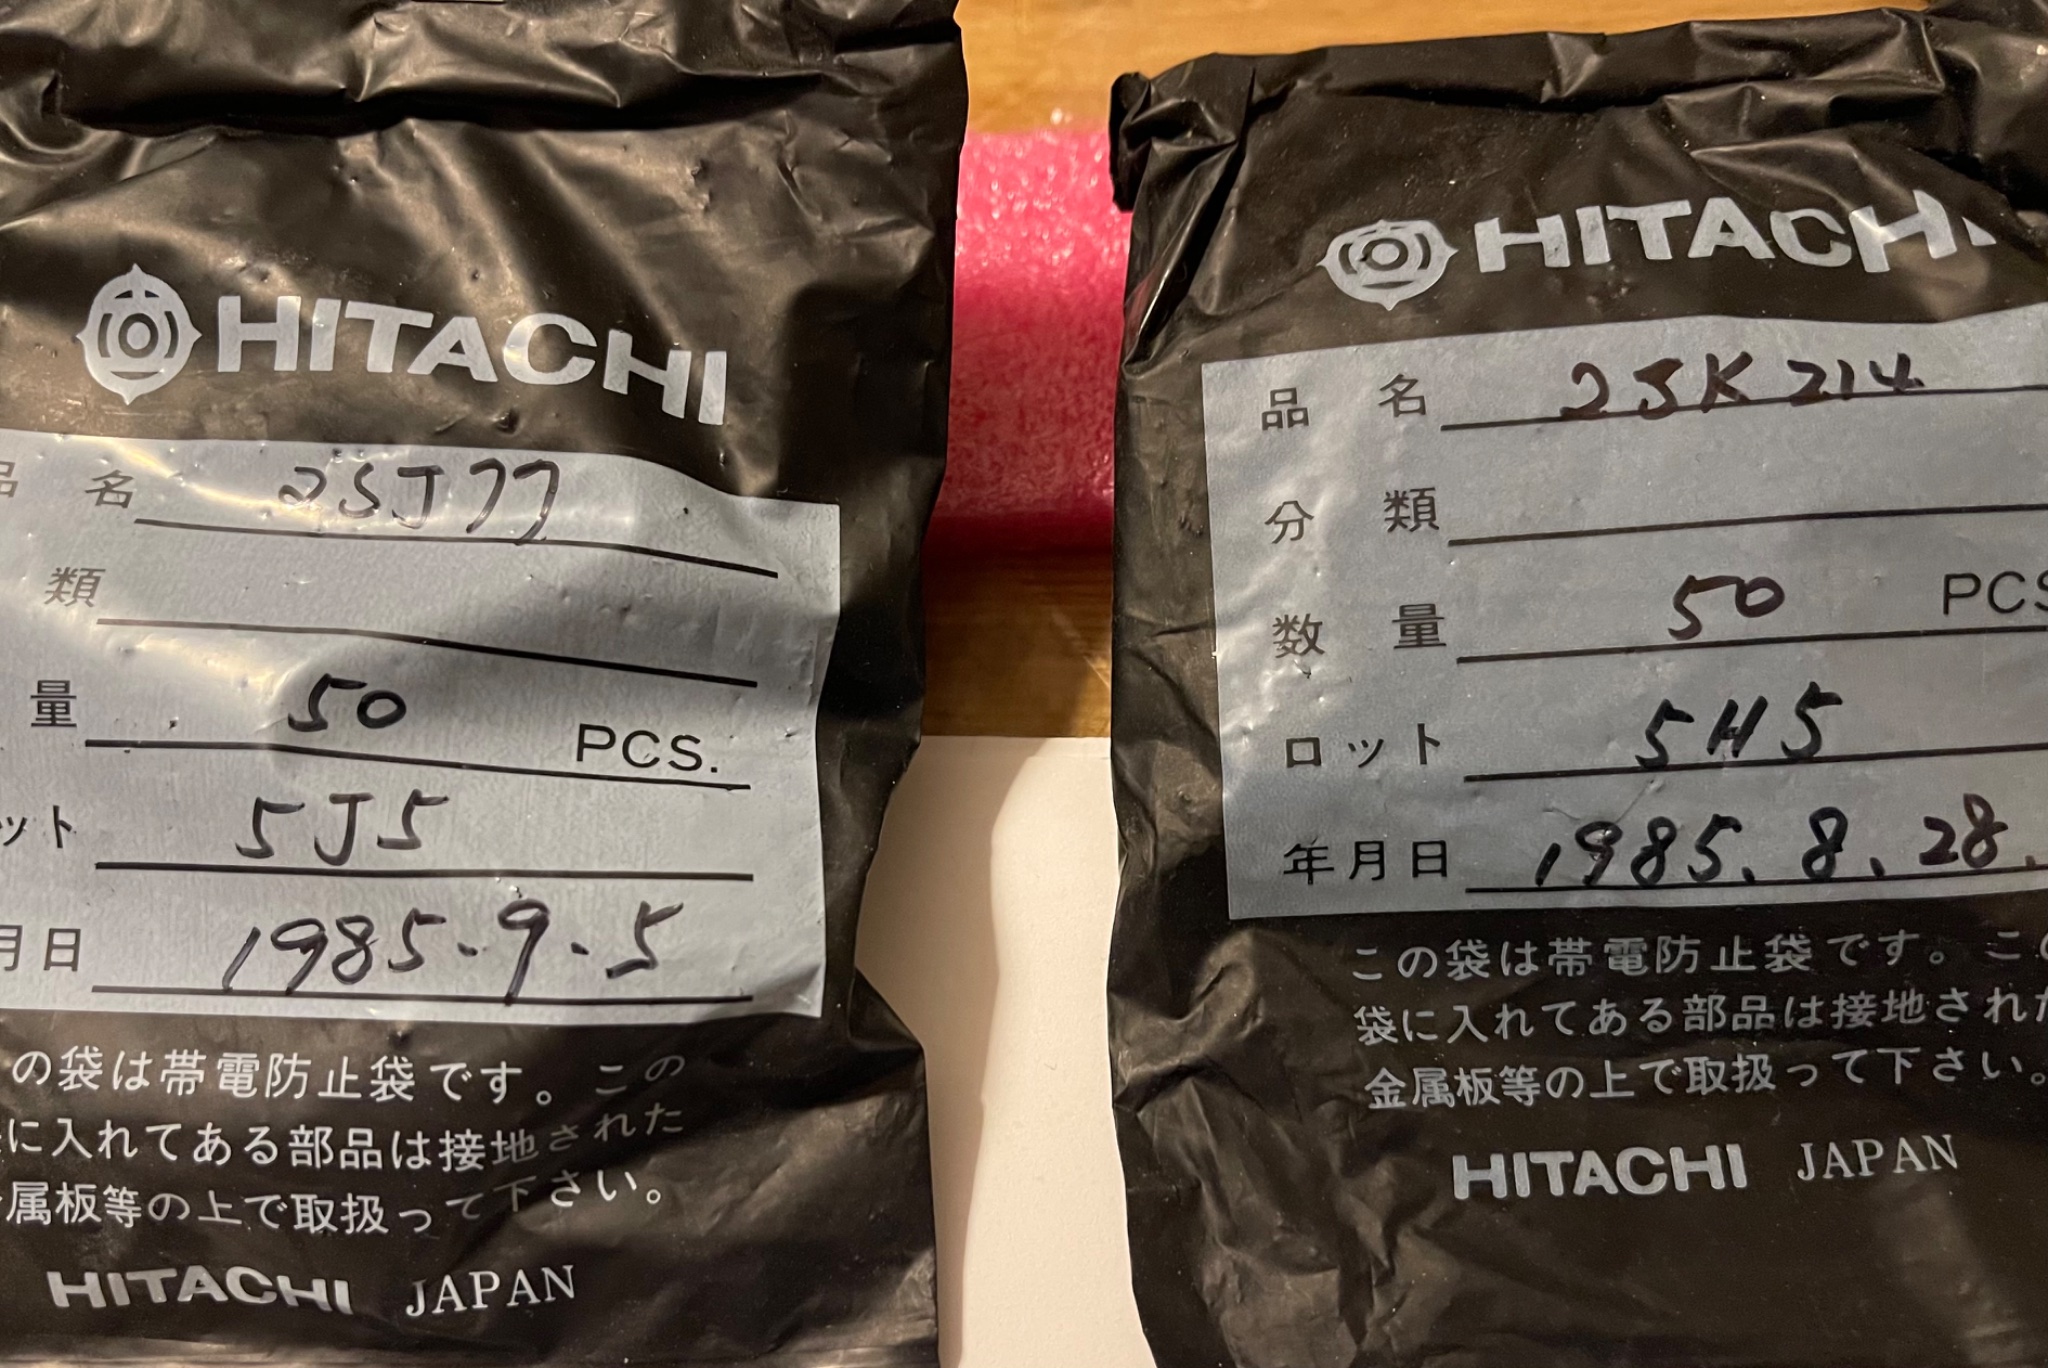 HITACHI
品 名 2SJ77
類
量 50 PCS.
ット 5J5
月日 1985.9.5
の袋は帯電防止袋です。この
に入れてある部品は接地された
属板等の上で取扱って下さい。
HITACHI JAPAN
HITACHI
品 名 2SK214
分 類
数 量 50 PCS
ロット 5H5
年月日 1985.8.28.
この袋は帯電防止袋です。こ
袋に入れてある部品は接地された
金属板等の上で取扱って下さい。
HITACHI JAPAN